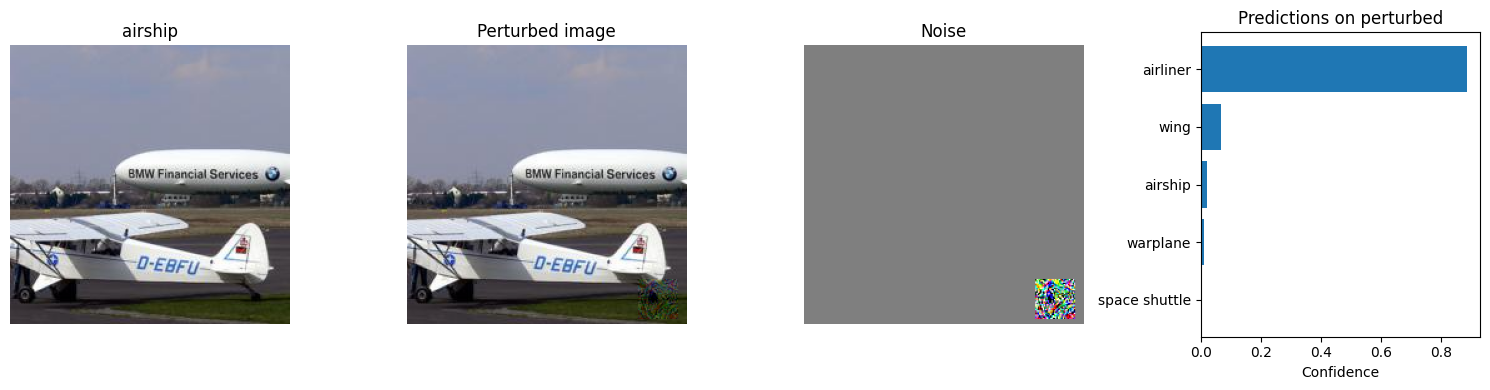 airship
BMW Financial Services
D-EBFU
Perturbed image
BMW Financial Services
D-EBFU
Noise
Predictions on perturbed
airliner
wing
airship
warplane
space shuttle
0.0 0.2 0.4 0.6 0.8
Confidence